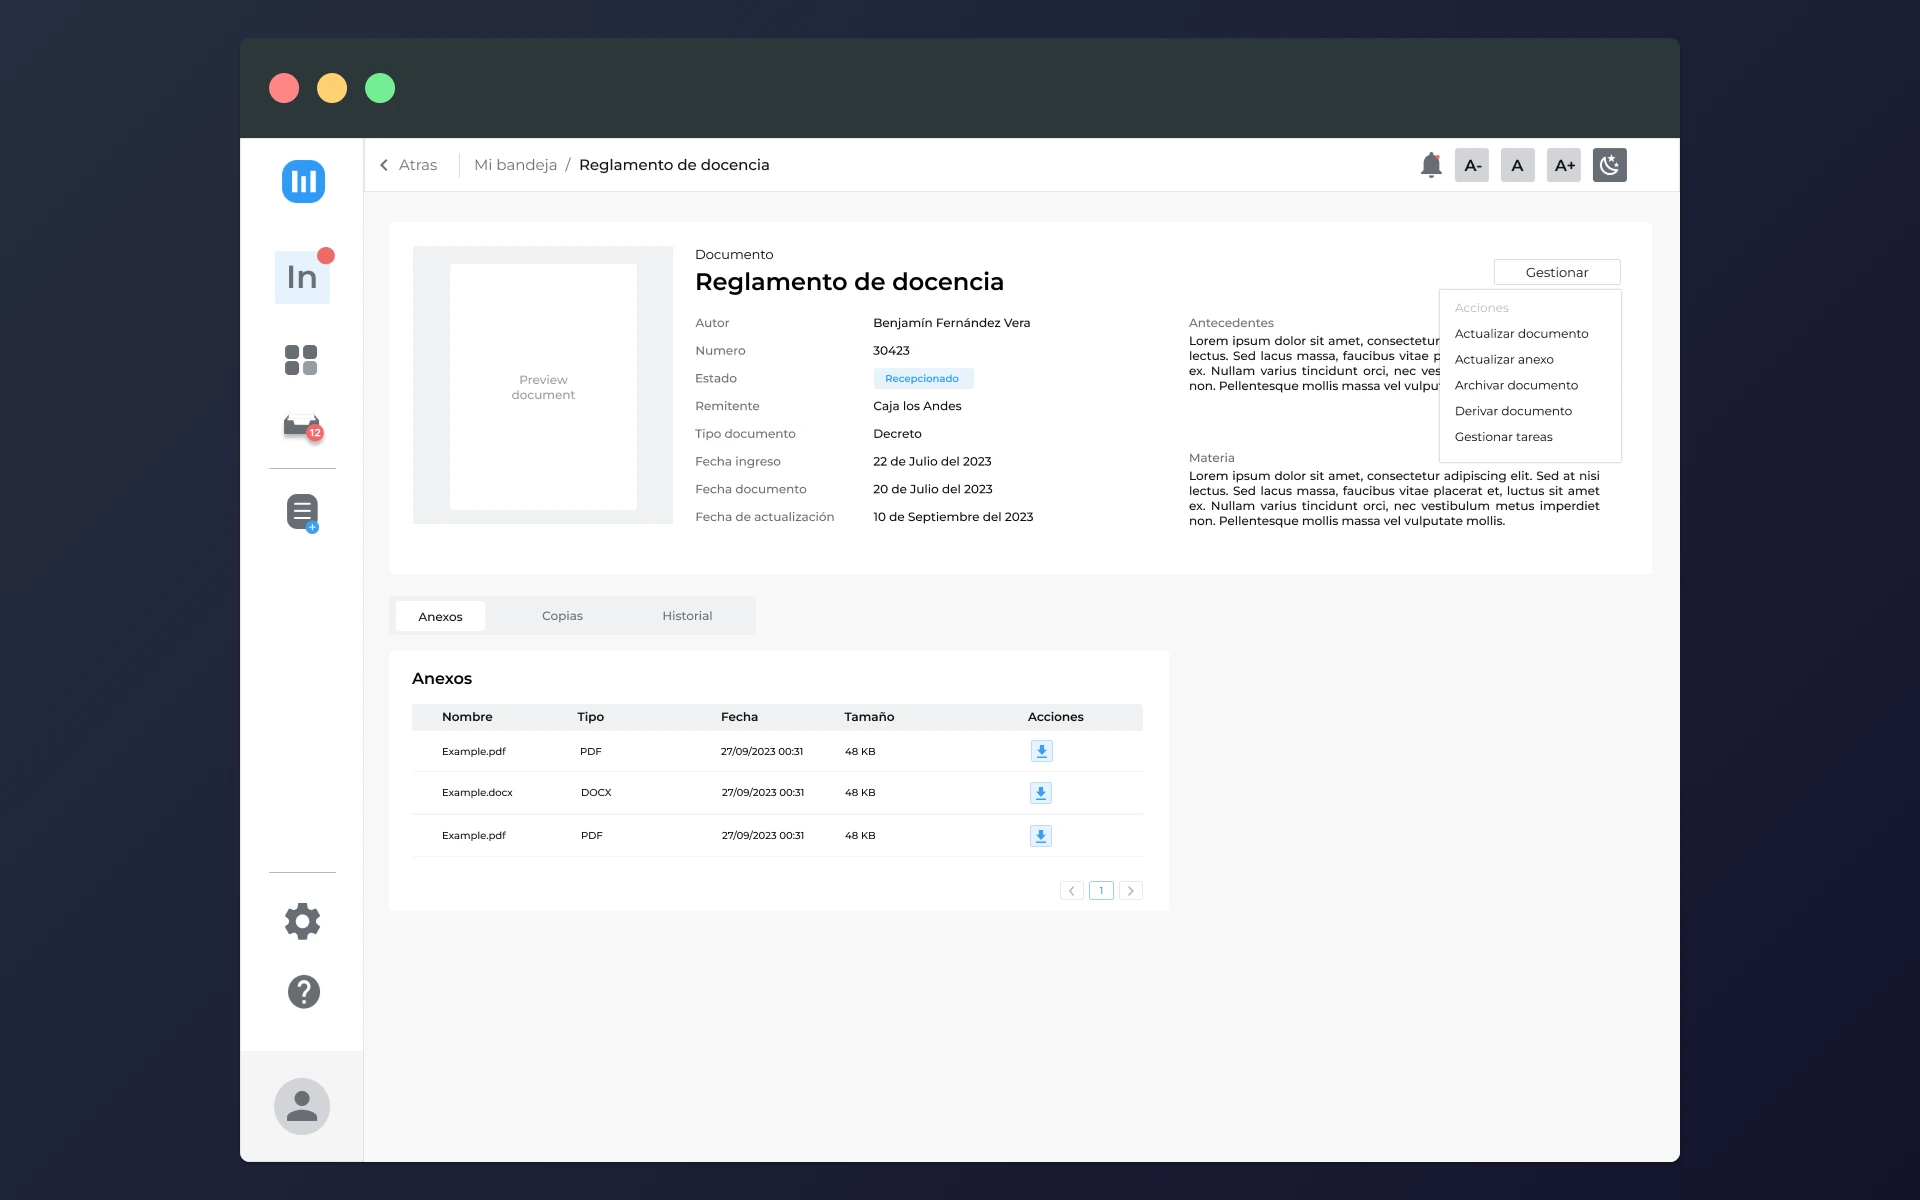 Atras
Mi bandeja / Reglamento de docencia
A-
A
A+
In
12
Preview
document
Documento
Reglamento de docencia
Autor
Benjamín Fernández Vera
Numero
30423
Estado
Recepcionado
Remitente
Caja los Andes
Tipo documento
Decreto
Fecha ingreso
22 de Julio del 2023
Fecha documento
20 de Julio del 2023
Fecha de actualización
10 de Septiembre del 2023
Antecedentes
Lorem ipsum dolor sit amet, consectetur
lectus. Sed lacus massa, faucibus vitae p
ex. Nullam varius tincidunt orci, nec ves
non. Pellentesque mollis massa vel vulput
Gestionar
Acciones
Actualizar documento
Actualizar anexo
Archivar documento
Derivar documento
Gestionar tareas
Materia
Lorem ipsum dolor sit amet, consectetur adipiscing elit. Sed at nisi
lectus. Sed lacus massa, faucibus vitae placerat et, luctus sit amet
ex. Nullam varius tincidunt orci, nec vestibulum metus imperdiet
non. Pellentesque mollis massa vel vulputate mollis.
Anexos
Copias
Historial
Anexos
Nombre Tipo Fecha Tamaño Acciones
Example.pdf PDF 27/09/2023 00:31 48 KB
Example.docx DOCX 27/09/2023 00:31 48 KB
Example.pdf PDF 27/09/2023 00:31 48 KB
1